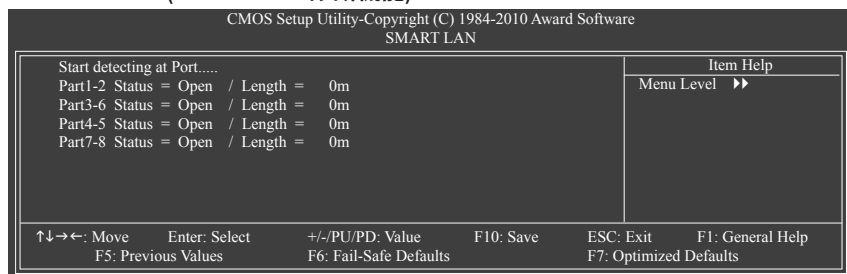 CMOS Setup Utility-Copyright (C) 1984-2010 Award Software
SMART LAN
Start detecting at Port.....
Part1-2 Status = Open / Length = 0m
Part3-6 Status = Open / Length = 0m
Part4-5 Status = Open / Length = 0m
Part7-8 Status = Open / Length = 0m
Item Help
Menu Level ▶▶
↑↓→←: Move Enter: Select +/-/PU/PD: Value F10: Save ESC: Exit F1: General Help
F5: Previous Values F6: Fail-Safe Defaults F7: Optimized Defaults